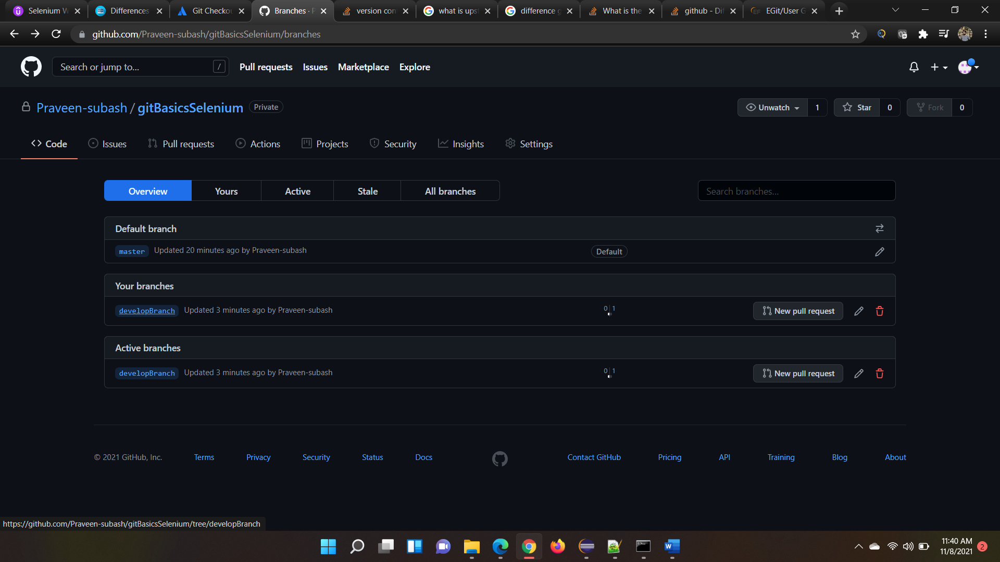 Selenium W
Differences
Git Checkou
Branches · P
version con
what is ups
difference g
What is the
github - Dif
EGit/User G
github.com/Praveen-subash/gitBasicsSelenium/branches
Search or jump to...
/
Pull requests
Issues
Marketplace
Explore
Praveen-subash / gitBasicsSelenium
Private
Unwatch
1
Star
0
Fork
0
Code
Issues
Pull requests
Actions
Projects
Security
Insights
Settings
Overview
Yours
Active
Stale
All branches
Search branches...
Default branch
master Updated 20 minutes ago by Praveen-subash
Default
Your branches
developBranch Updated 3 minutes ago by Praveen-subash
0 1
New pull request
Active branches
developBranch Updated 3 minutes ago by Praveen-subash
0 1
New pull request
© 2021 GitHub, Inc.
Terms
Privacy
Security
Status
Docs
Contact GitHub
Pricing
API
Training
Blog
About
https://github.com/Praveen-subash/gitBasicsSelenium/tree/developBranch
11:40 AM
11/8/2021
2